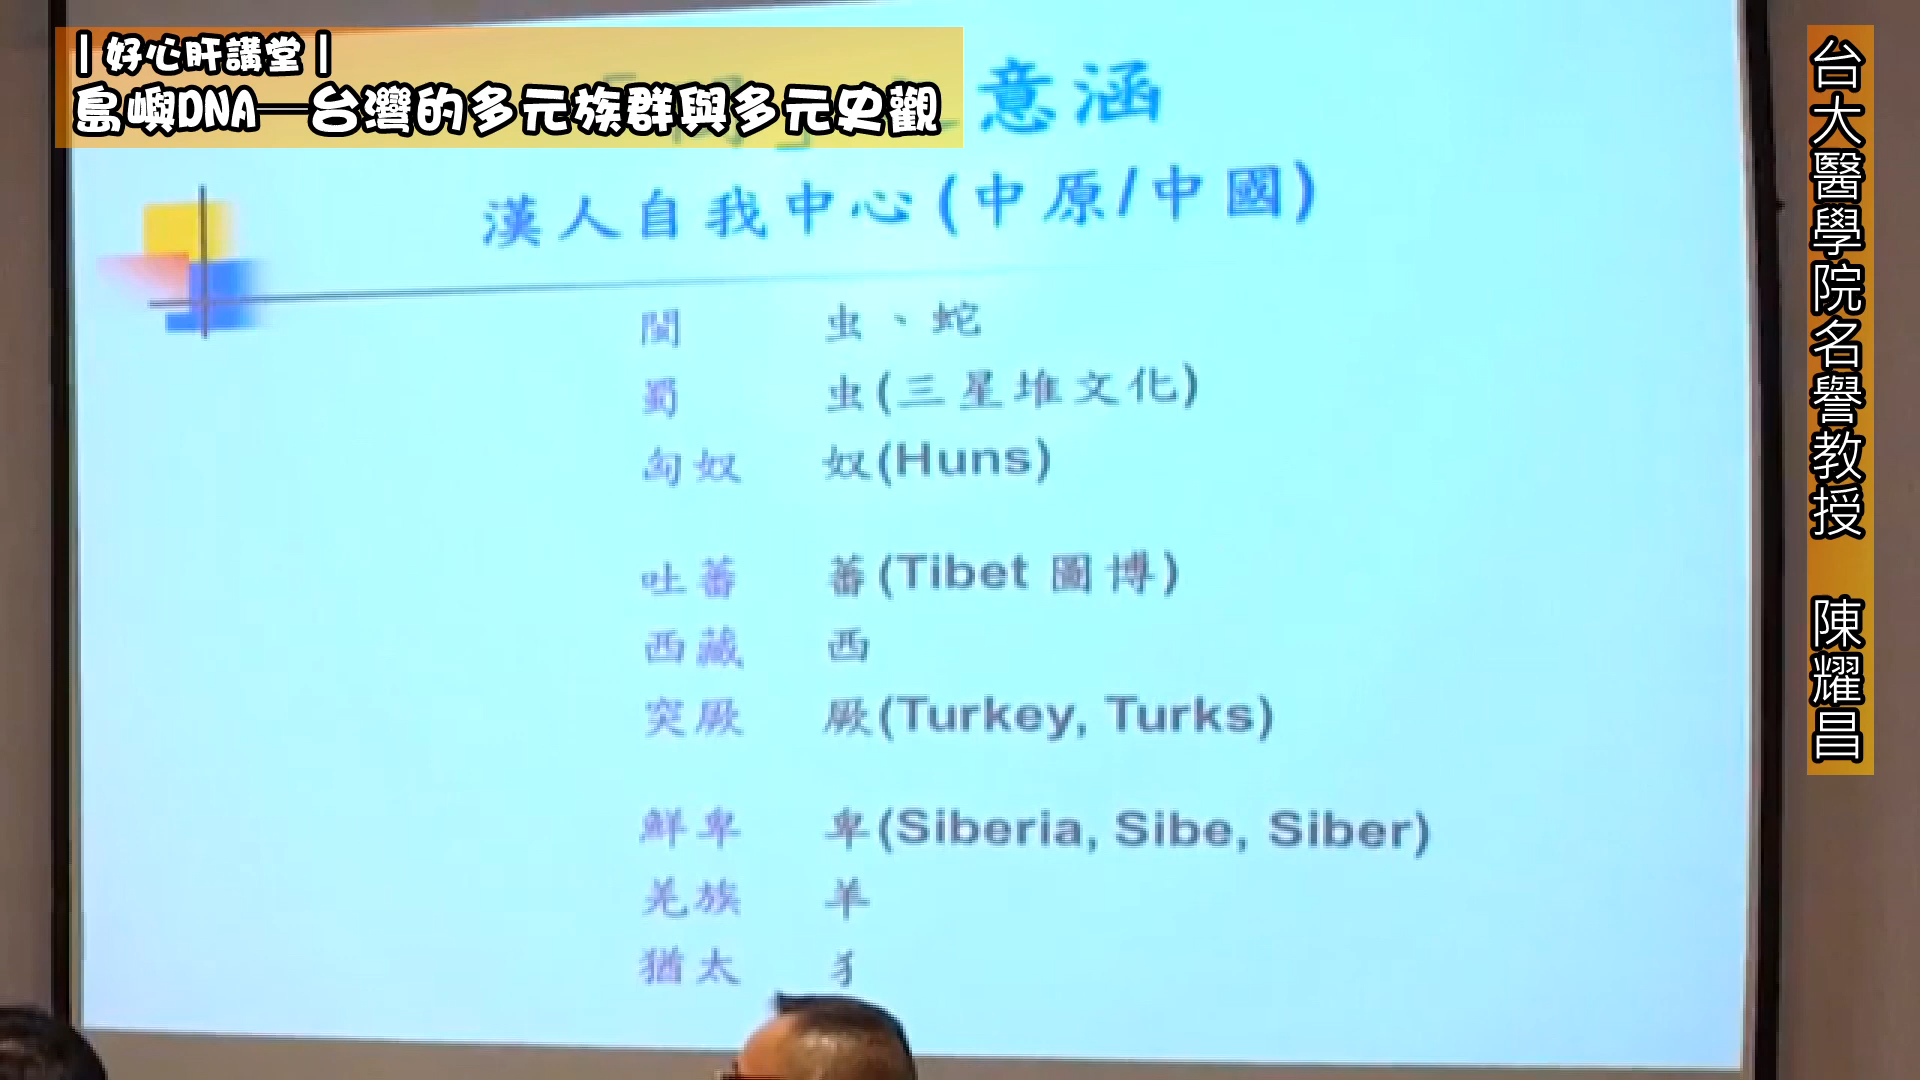 | 好心肝講堂 |
島嶼DNA—台灣的多元族群與多元史觀
意涵
漢人自我中心(中原/中國)
閩 虫、蛇
蜀 虫(三星堆文化)
匈奴 奴(Huns)
吐蕃 蕃(Tibet 圖博)
西藏 西
突厥 厥(Turkey, Turks)
鮮卑 卑(Siberia, Sibe, Siber)
羌族 羊
猶太 犭
台大醫學院名譽教授 陳耀昌